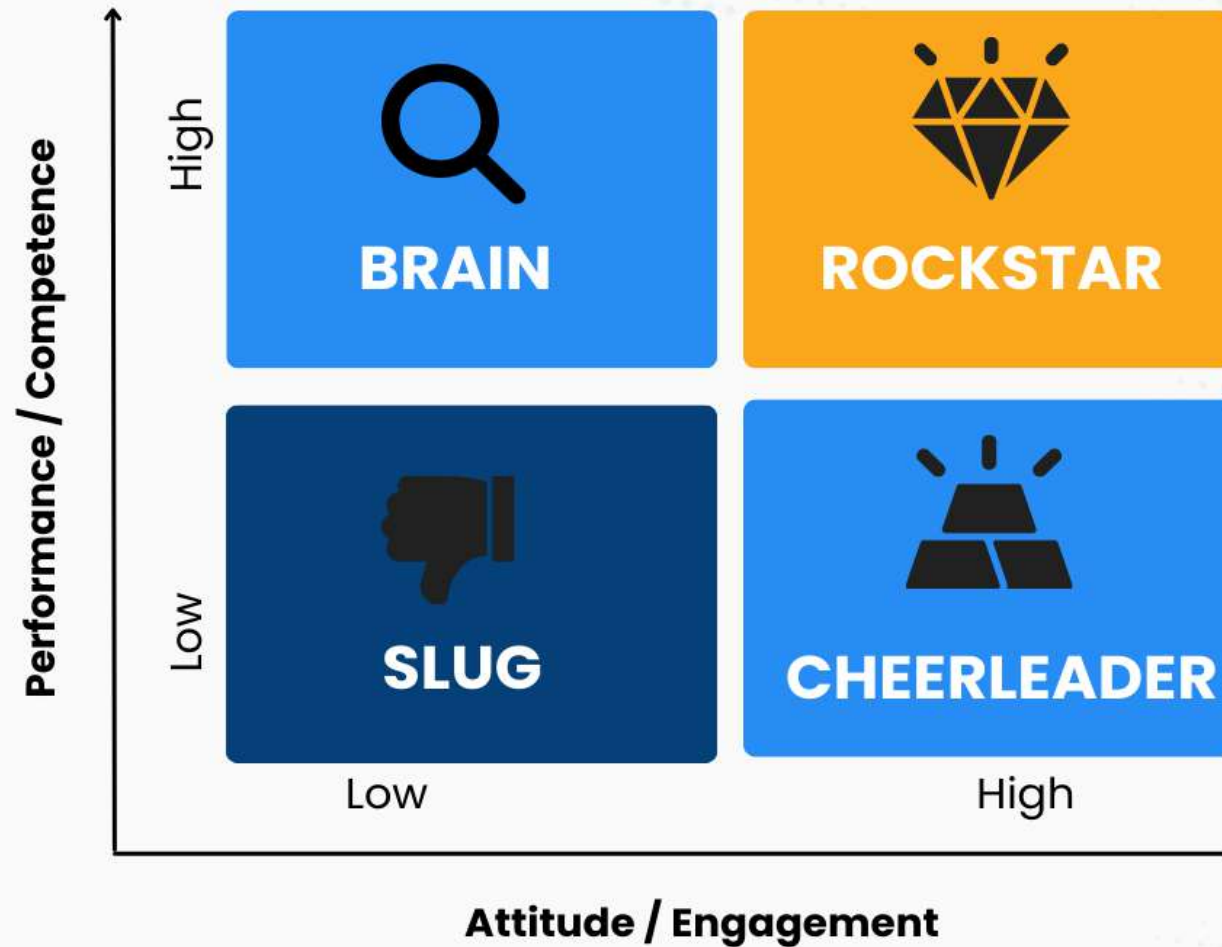 Performance / Competence
High
BRAIN
ROCKSTAR
Low
SLUG
CHEERLEADER
Low
High
Attitude / Engagement